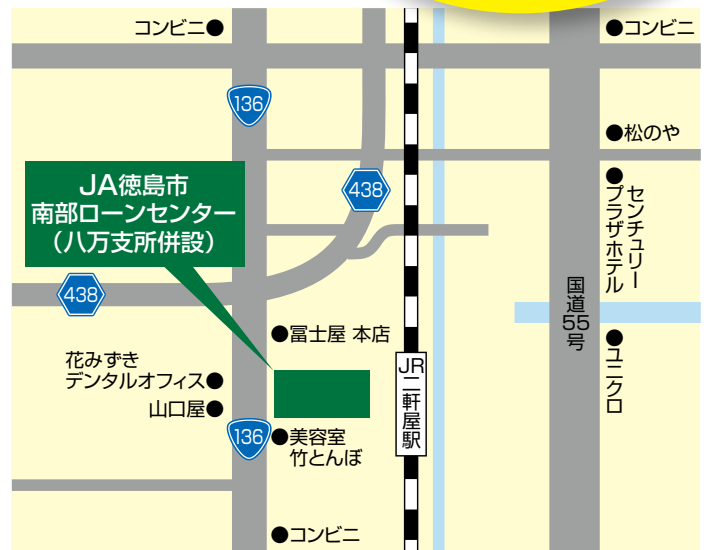 コンビニ●
●コンビニ
136
●松のや
JA徳島市
南部ローンセンター
（八万支所併設）
438
●センチュリー
プラザホテル
438
国道55号
●冨士屋 本店
●ユニクロ
花みずき
デンタルオフィス●
山口屋●
JR二軒屋駅
136
●美容室
竹とんぼ
●コンビニ